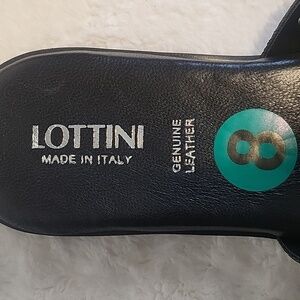 LOTTINI
MADE IN ITALY
GENUINE
LEATHER
8